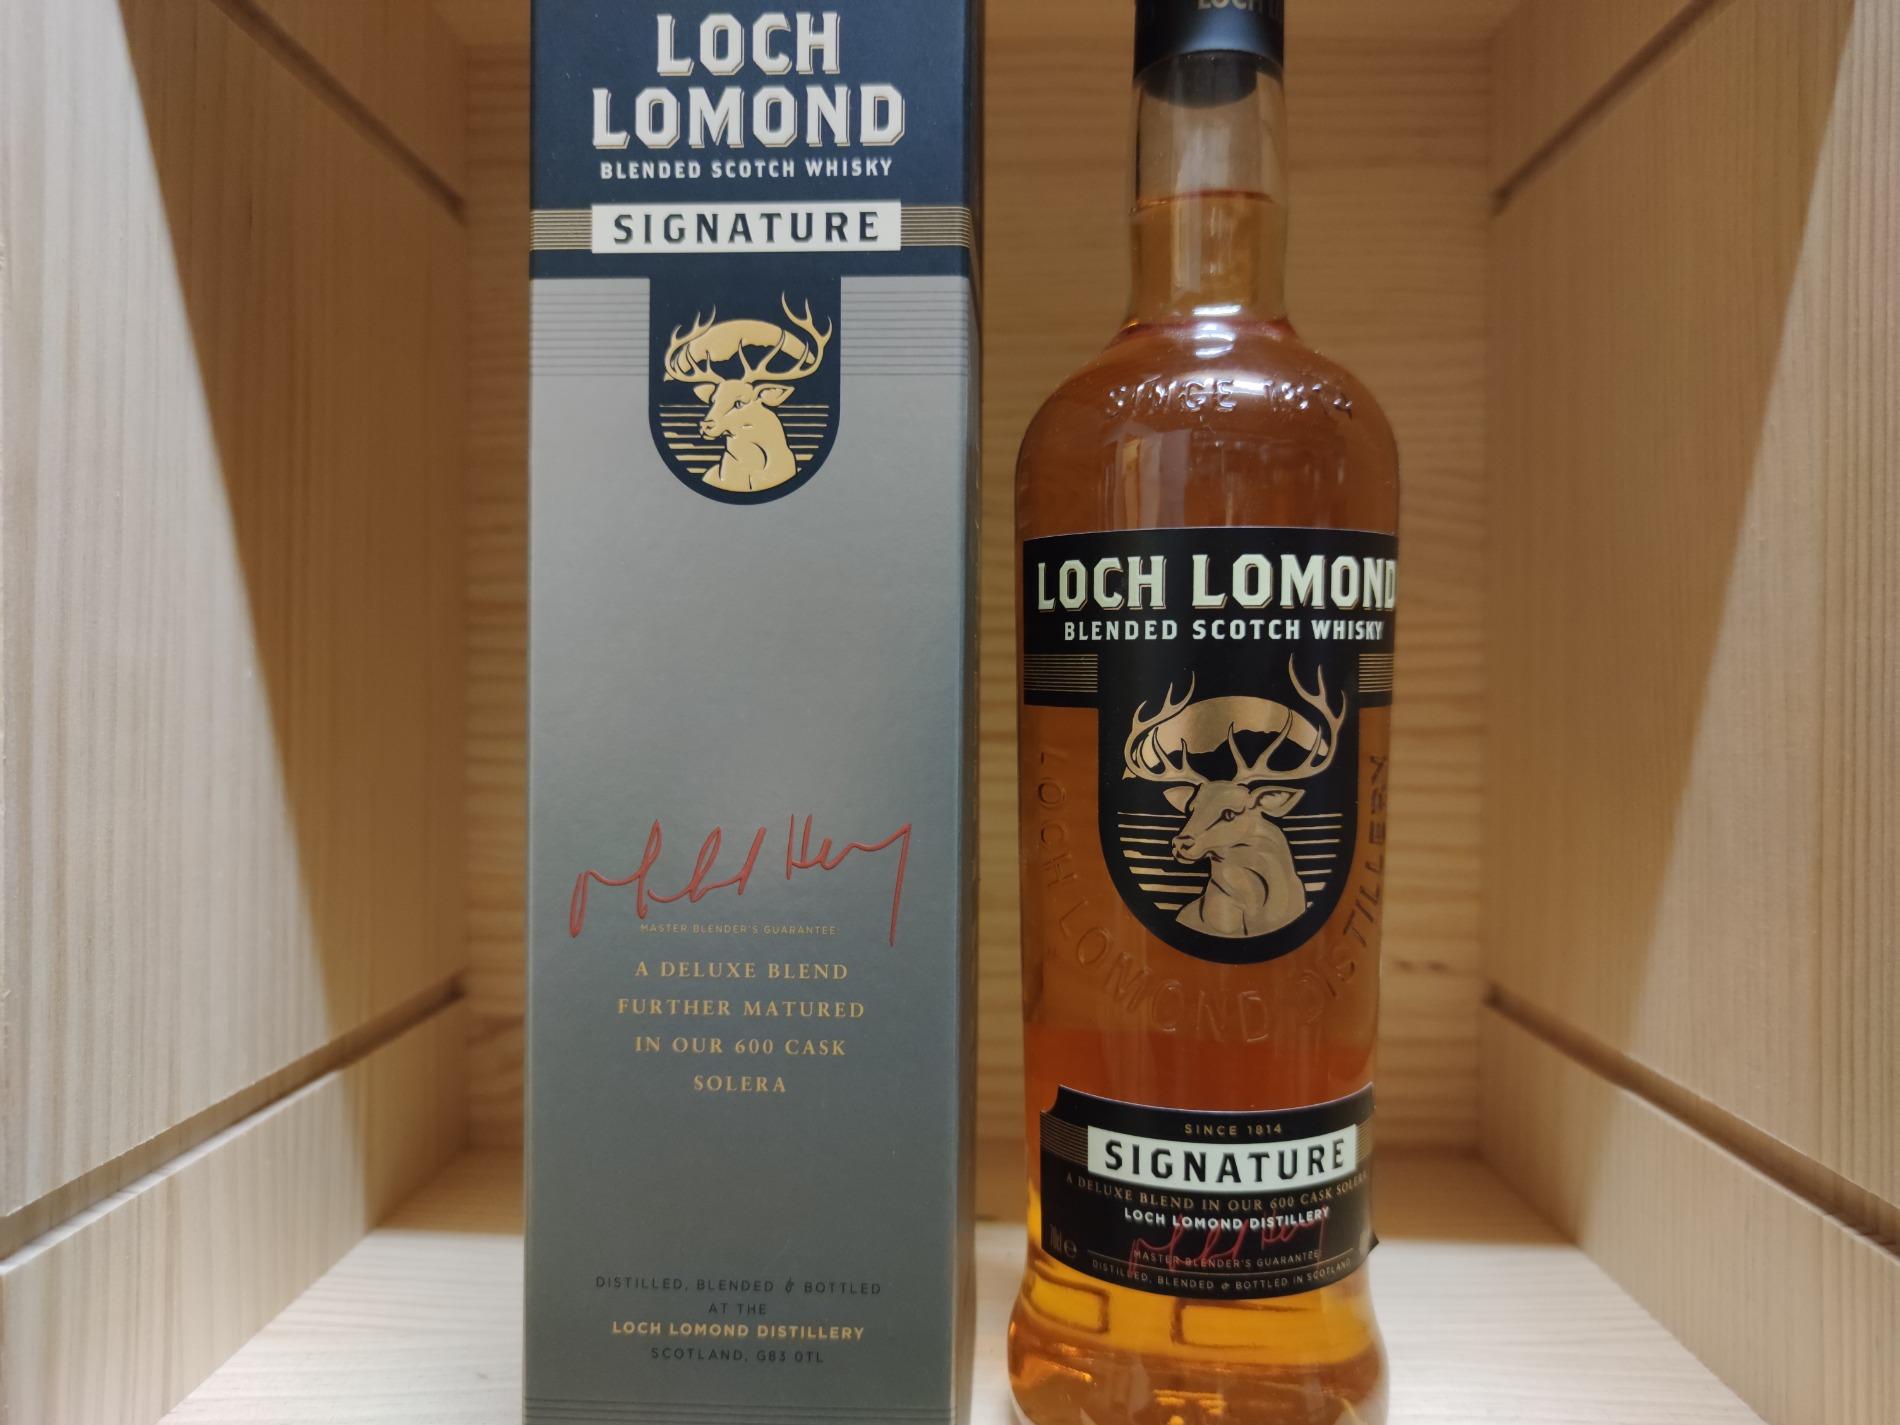 LOCH
LOMOND
BLENDED SCOTCH WHISKY
SIGNATURE
MASTER BLENDER'S GUARANTEE
A DELUXE BLEND
FURTHER MATURED
IN OUR 600 CASK
SOLERA
DISTILLED, BLENDED & BOTTLED
AT THE
LOCH LOMOND DISTILLERY
SCOTLAND, G83 0TL
LOCH
SINCE 1814
LOCH LOMOND
BLENDED SCOTCH WHISKY
LOCH LOMOND DISTILLERY
SINCE 1814
SIGNATURE
A DELUXE BLEND IN OUR 600 CASK SOLERA
LOCH LOMOND DISTILLERY
70cl e
MASTER BLENDER'S GUARANTEE
DISTILLED, BLENDED & BOTTLED IN SCOTLAND